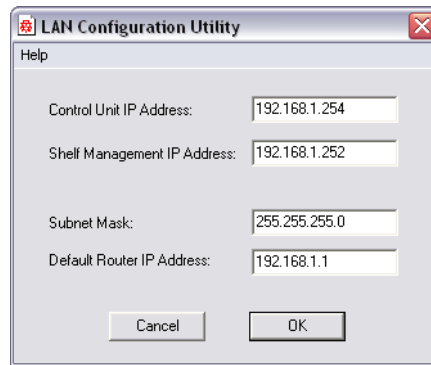 LAN Configuration Utility
Help
Control Unit IP Address: 192.168.1.254
Shelf Management IP Address: 192.168.1.252
Subnet Mask: 255.255.255.0
Default Router IP Address: 192.168.1.1
Cancel OK